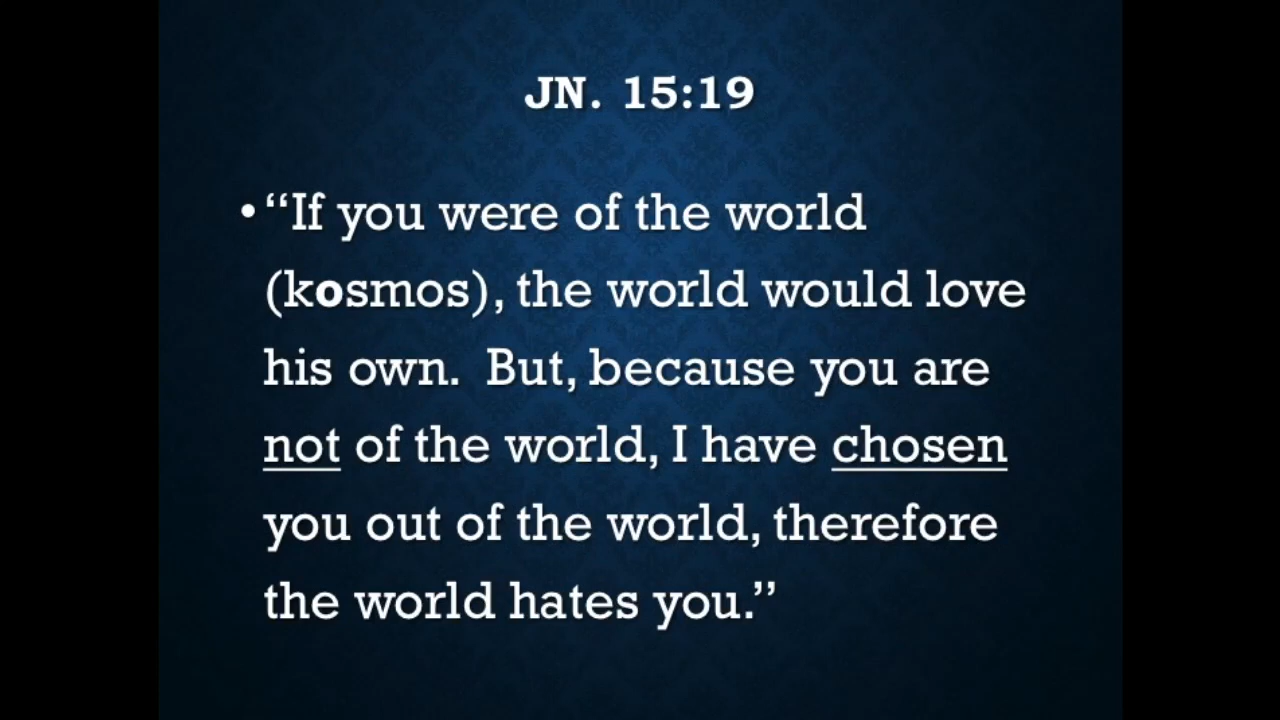 JN. 15:19
• “If you were of the world
(kosmos), the world would love
his own.  But, because you are
not of the world, I have chosen
you out of the world, therefore
the world hates you.”